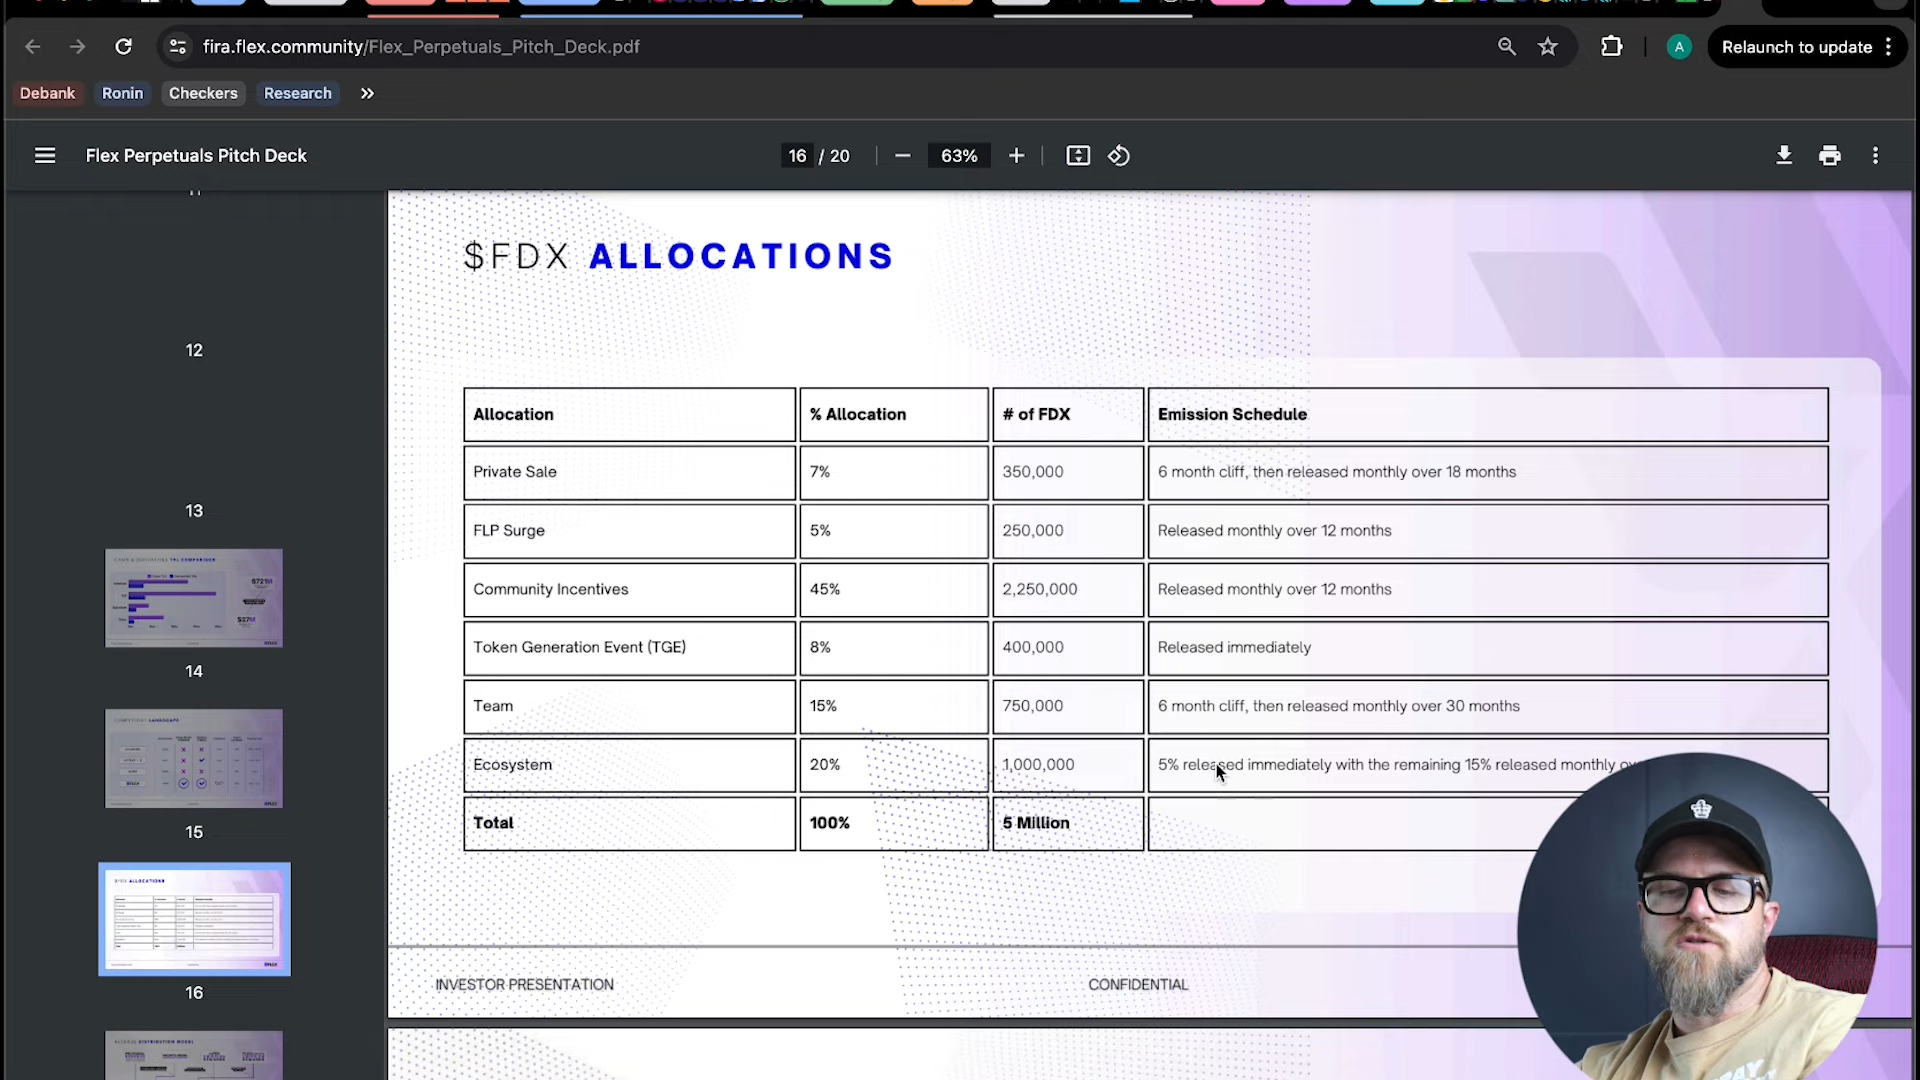 fira.flex.community/Flex_Perpetuals_Pitch_Deck.pdf
A
Relaunch to update
Debank
Ronin
Checkers
Research
Flex Perpetuals Pitch Deck
16 / 20
63%
12
13
14
15
16
$FDX ALLOCATIONS
Allocation % Allocation # of FDX Emission Schedule
Private Sale 7% 350,000 6 month cliff, then released monthly over 18 months
FLP Surge 5% 250,000 Released monthly over 12 months
Community Incentives 45% 2,250,000 Released monthly over 12 months
Token Generation Event (TGE) 8% 400,000 Released immediately
Team 15% 750,000 6 month cliff, then released monthly over 30 months
Ecosystem 20% 1,000,000 5% released immediately with the remaining 15% released monthly
Total 100% 5 Million
INVESTOR PRESENTATION
CONFIDENTIAL